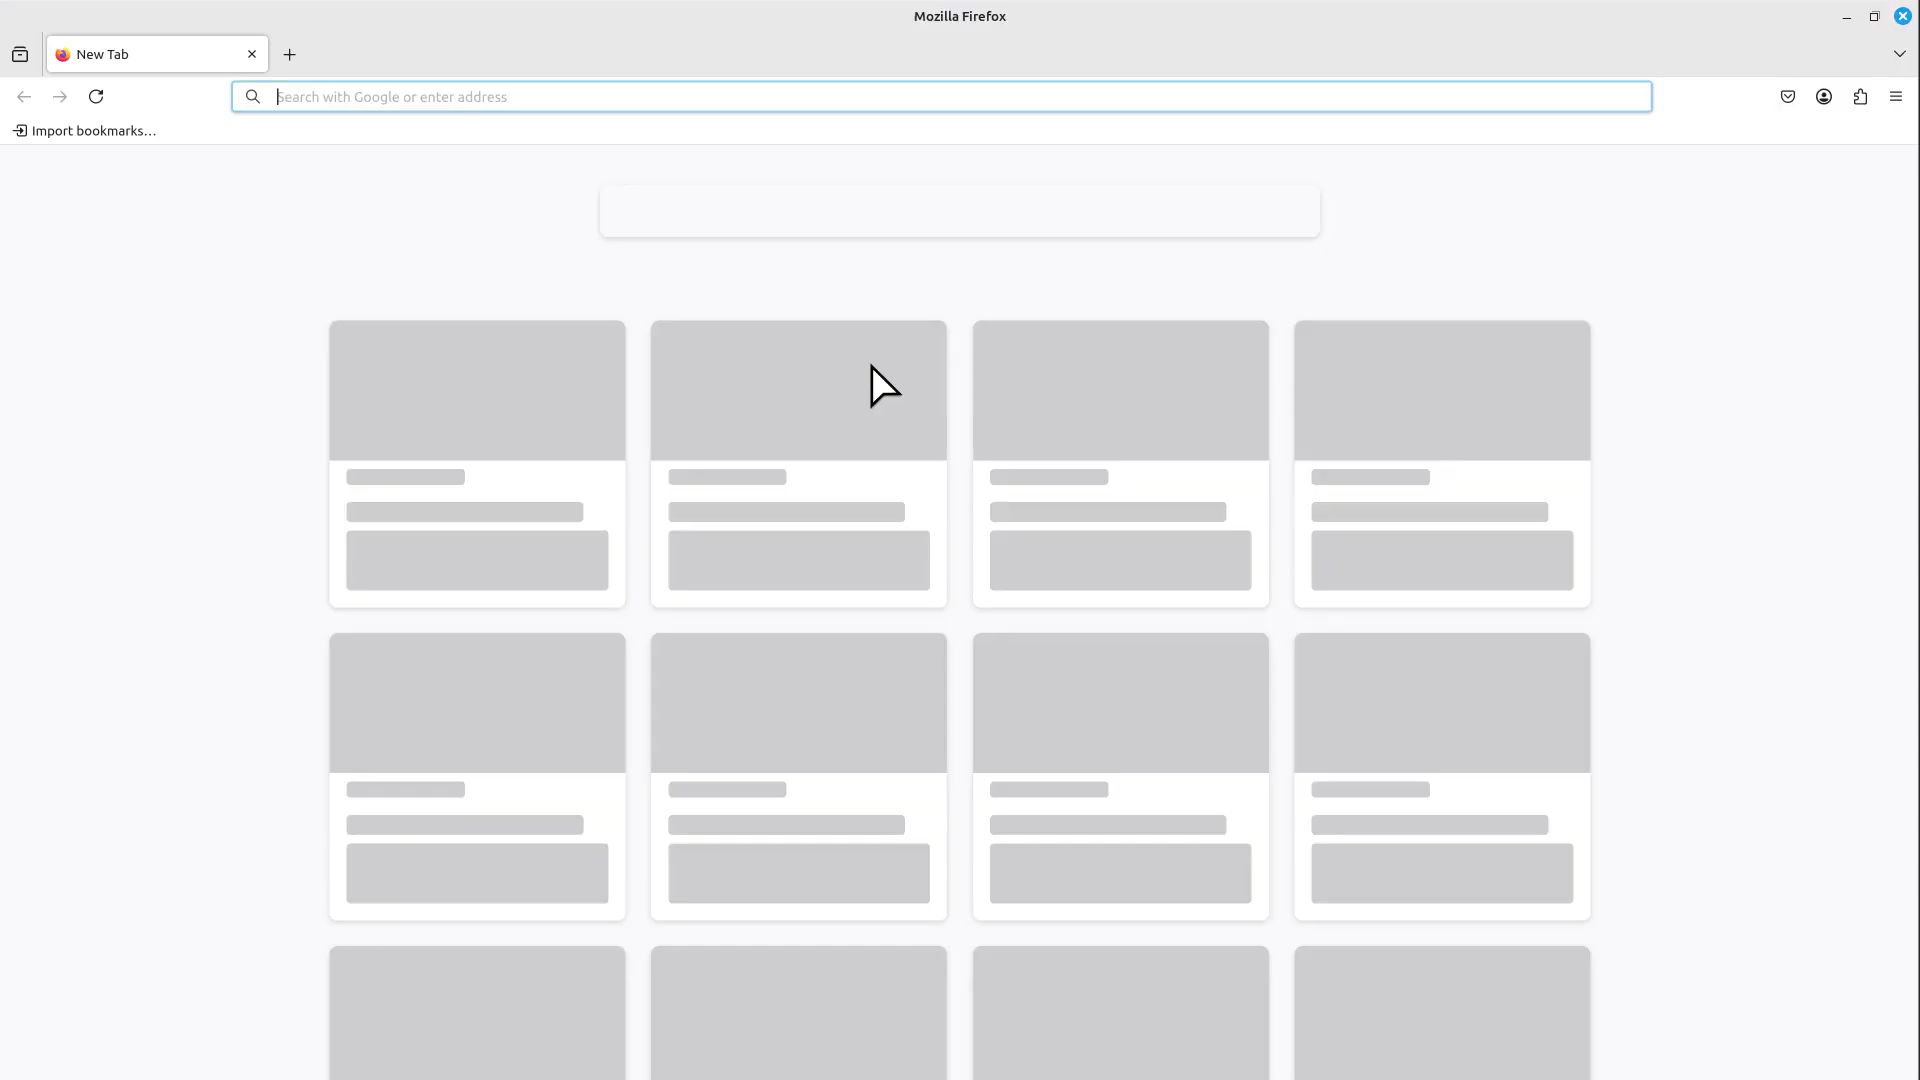 Mozilla Firefox
New Tab
Search with Google or enter address
Import bookmarks...